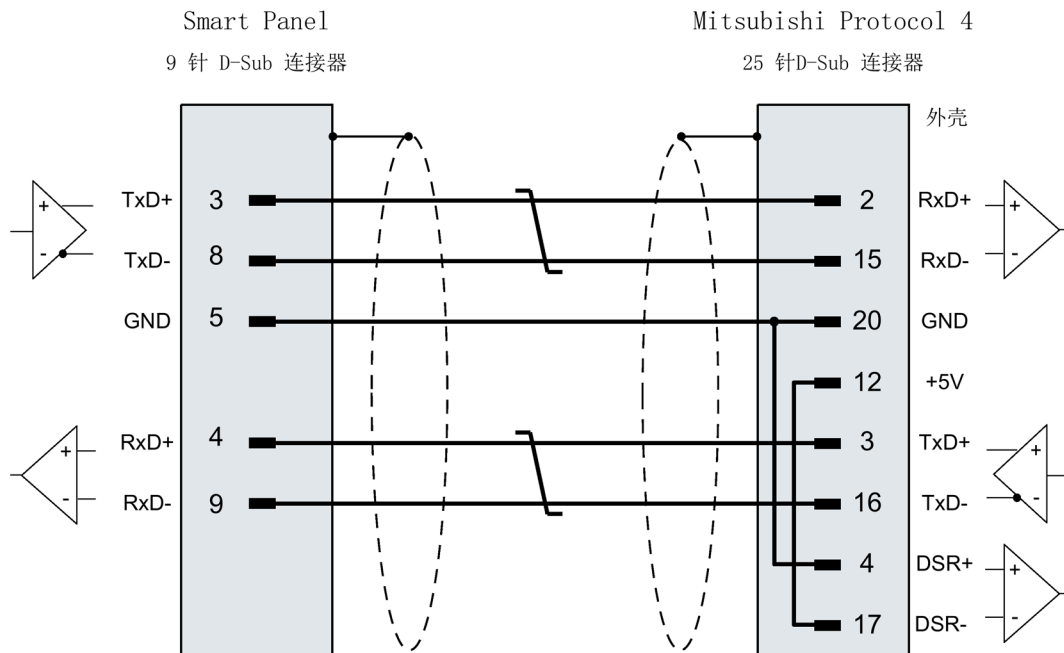 Smart Panel
Mitsubishi Protocol 4
9 针 D-Sub 连接器
25 针D-Sub 连接器
外壳
TxD+ 3 2 RxD+
+ +
TxD- 8 15 RxD-
- -
GND 5 20 GND
12 +5V
RxD+ 4 3 TxD+
+ +
RxD- 9 16 TxD-
- -
4 DSR+
+
17 DSR-
-